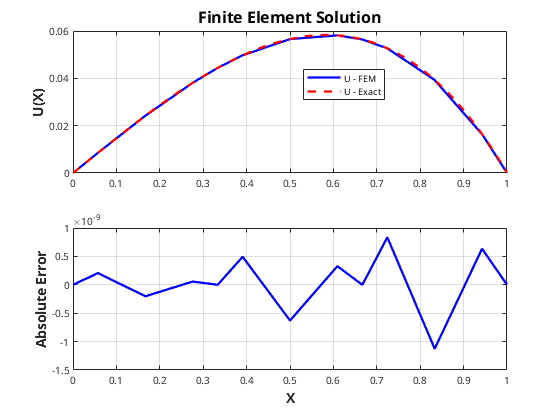 Finite Element Solution
0.06
0.04
0.02
0
U(X)
U - FEM
U - Exact
0 0.1 0.2 0.3 0.4 0.5 0.6 0.7 0.8 0.9 1
×10⁻⁹
1
0.5
0
-0.5
-1
-1.5
Absolute Error
0 0.1 0.2 0.3 0.4 0.5 0.6 0.7 0.8 0.9 1
X